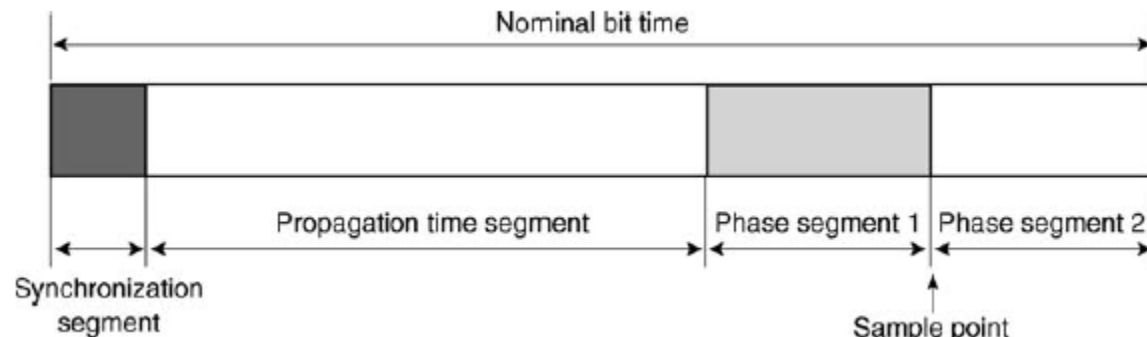 Nominal bit time
Propagation time segment
Phase segment 1
Phase segment 2
Synchronization
segment
Sample point